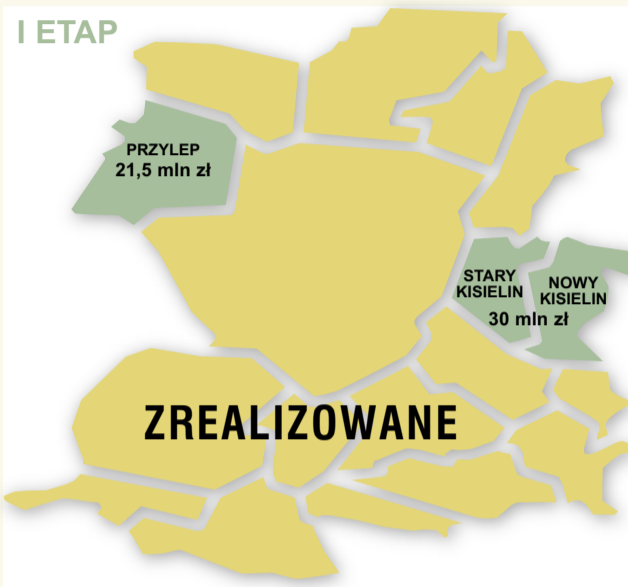 I ETAP
PRZYLEP
21,5 mln zł
STARY
KISIELIN
NOWY
KISIELIN
30 mln zł
ZREALIZOWANE